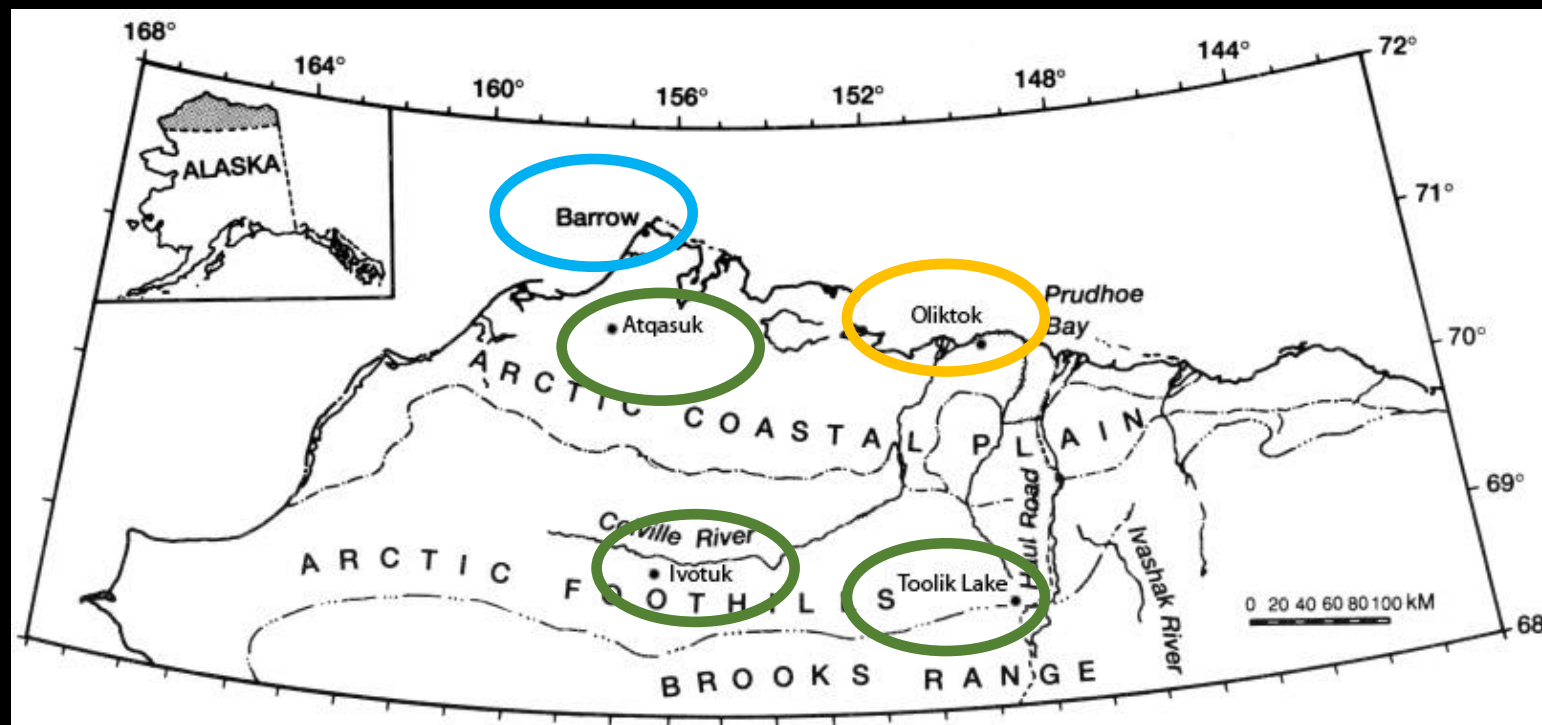 168°
164°
160°
156°
152°
148°
144°
72°
ALASKA
71°
Barrow
Prudhoe
Bay
Oliktok
Atqasuk
70°
ARCTIC COASTAL PLAIN
69°
Colville River
Haul Road
Ivashak River
Ivotuk
Toolik Lake
ARCTIC FOOTHILLS
0 20 40 60 80 100 KM
68
BROOKS RANGE